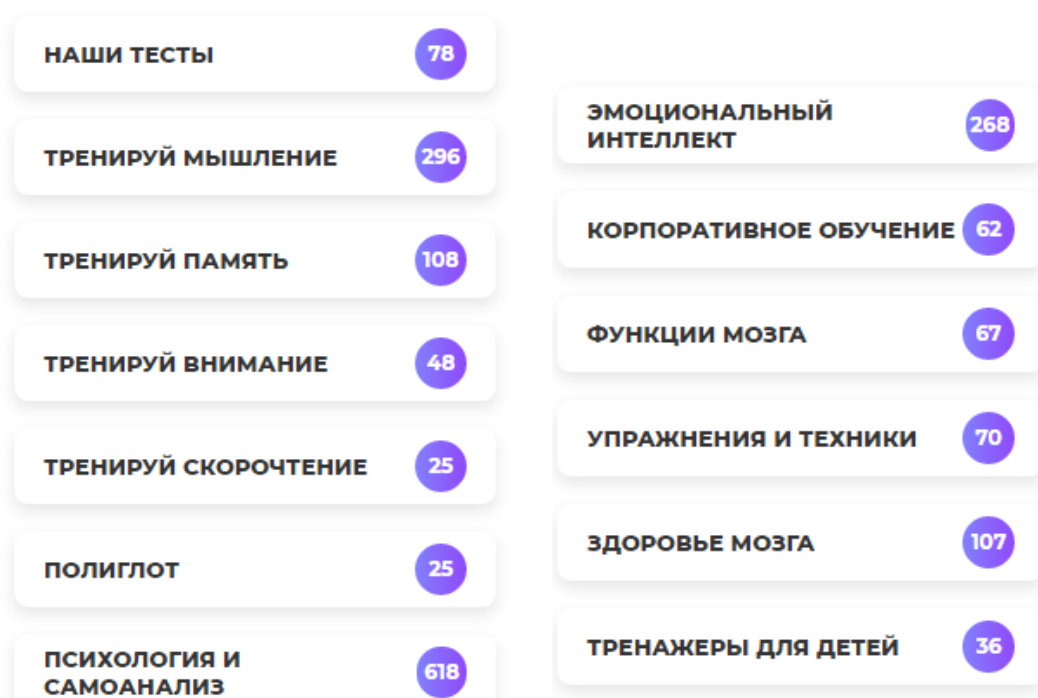 НАШИ ТЕСТЫ 78
ТРЕНИРУЙ МЫШЛЕНИЕ 296
ТРЕНИРУЙ ПАМЯТЬ 108
ТРЕНИРУЙ ВНИМАНИЕ 48
ТРЕНИРУЙ СКОРОЧТЕНИЕ 25
ПОЛИГЛОТ 25
ПСИХОЛОГИЯ И
САМОАНАЛИЗ 618
ЭМОЦИОНАЛЬНЫЙ
ИНТЕЛЛЕКТ 268
КОРПОРАТИВНОЕ ОБУЧЕНИЕ 62
ФУНКЦИИ МОЗГА 67
УПРАЖНЕНИЯ И ТЕХНИКИ 70
ЗДОРОВЬЕ МОЗГА 107
ТРЕНАЖЕРЫ ДЛЯ ДЕТЕЙ 36